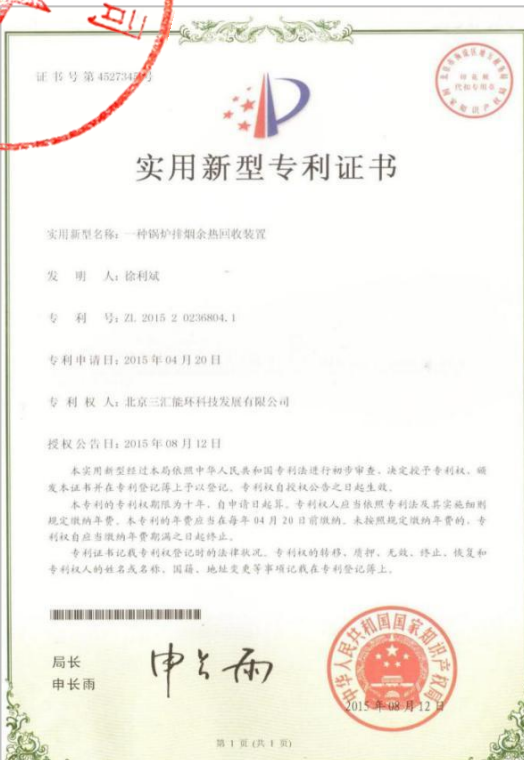 司
证书号第4527345号
实用新型专利证书
实用新型名称：一种锅炉排烟余热回收装置
发明人：徐利斌
专利号：ZL 2015 2 0236804.1
专利申请日：2015年04月20日
专利权人：北京三汇能环科技发展有限公司
授权公告日：2015年08月12日
本实用新型经过本局依照中华人民共和国专利法进行初步审查，决定授予专利权，颁
发本证书并在专利登记簿上予以登记。专利权自授权公告之日起生效。
本专利的专利权期限为十年，自申请日起算。专利权人应当依照专利法及其实施细则
规定缴纳年费。本专利的年费应当在每年04月20日前缴纳。未按照规定缴纳年费的，专
利权自应当缴纳年费期满之日起终止。
专利证书记载专利权登记时的法律状况。专利权的转移、质押、无效、终止、恢复和
专利权人的姓名或名称、国籍、地址变更等事项记载在专利登记簿上。
局长
申长雨
申长雨
中华人民共和国国家知识产权局
2015年08月12日
第1页(共1页)